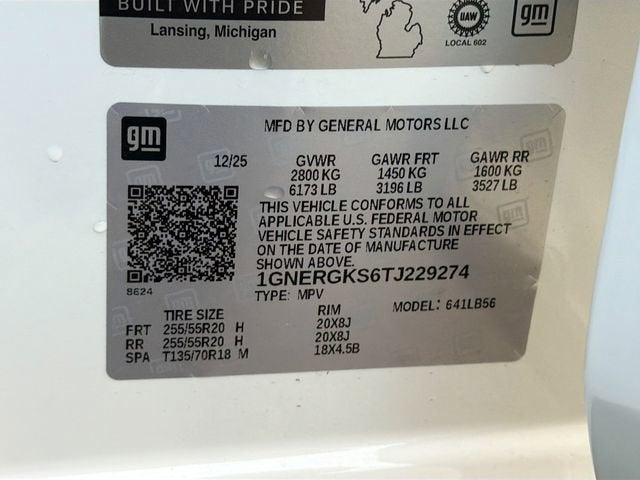 BUILT WITH PRIDE
Lansing, Michigan
UAW
LOCAL 602
gm
gm
MFD BY GENERAL MOTORS LLC
12/25 GVWR GAWR FRT GAWR RR
2800 KG 1450 KG 1600 KG
6173 LB 3196 LB 3527 LB
THIS VEHICLE CONFORMS TO ALL
APPLICABLE U.S. FEDERAL MOTOR
VEHICLE SAFETY STANDARDS IN EFFECT
ON THE DATE OF MANUFACTURE
SHOWN ABOVE.
1GNERGKS6TJ229274
8624
TYPE: MPV MODEL: 641LB56
TIRE SIZE RIM
FRT 255/55R20 H 20X8J
RR 255/55R20 H 20X8J
SPA T135/70R18 M 18X4.5B